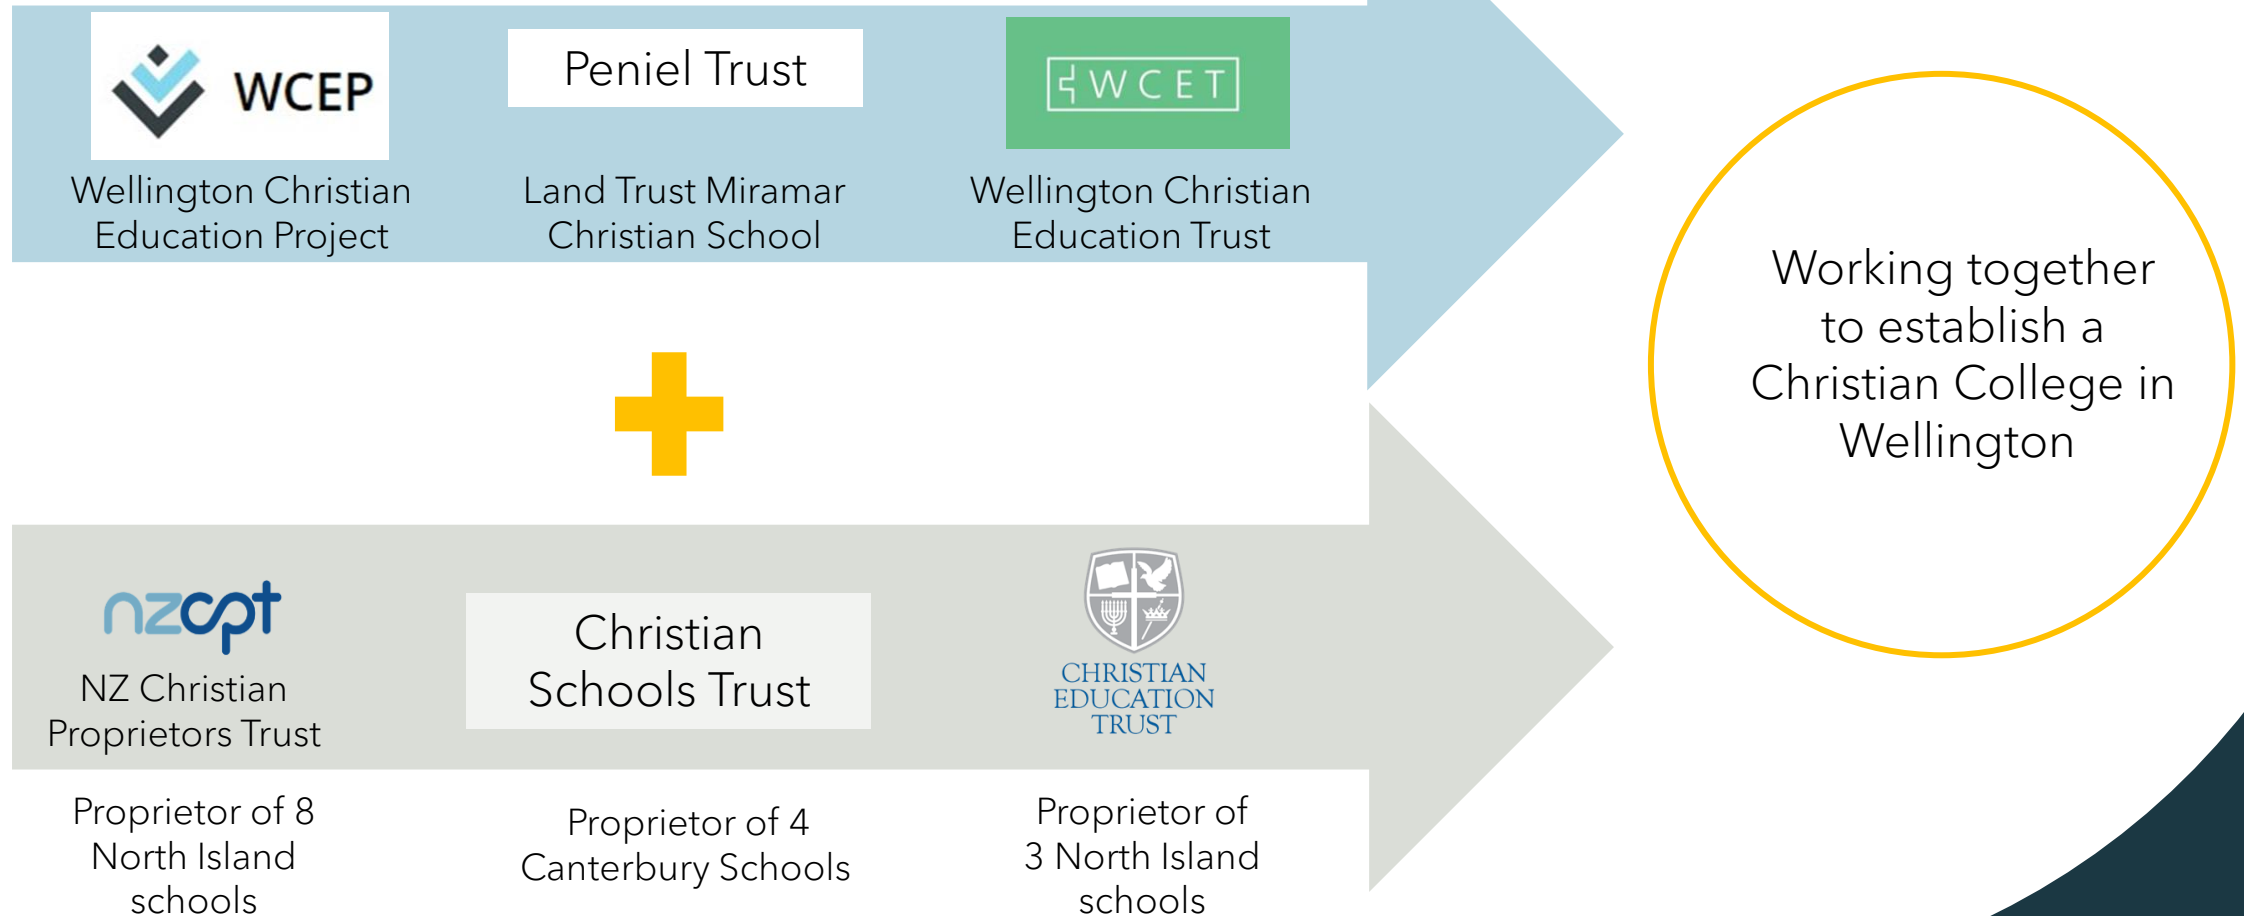 WCEP
Wellington Christian
Education Project
Peniel Trust
Land Trust Miramar
Christian School
WCET
Wellington Christian
Education Trust
Working together
to establish a
Christian College in
Wellington
nzcpt
NZ Christian
Proprietors Trust
Proprietor of 8
North Island
schools
Christian
Schools Trust
Proprietor of 4
Canterbury Schools
CHRISTIAN
EDUCATION
TRUST
Proprietor of
3 North Island
schools